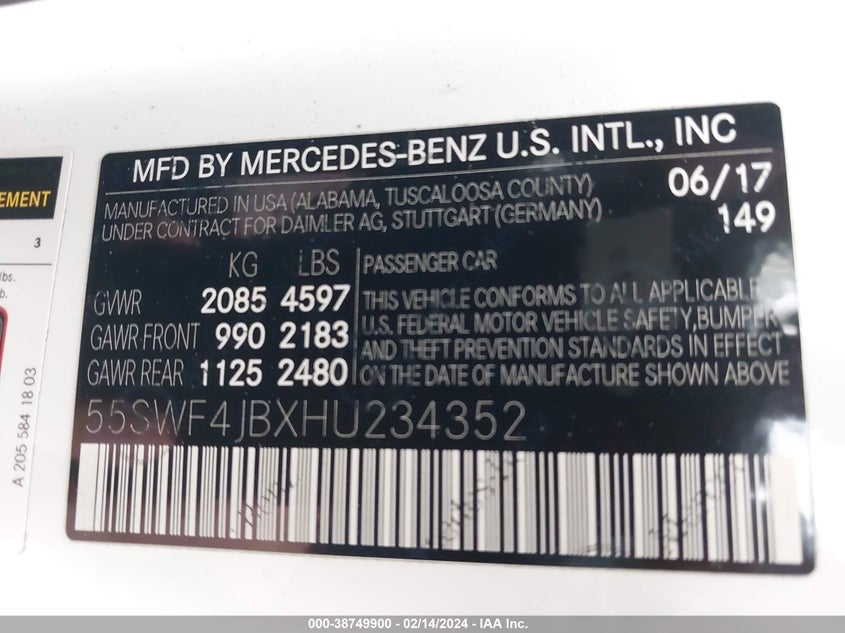 MFD BY MERCEDES-BENZ U.S. INTL., INC
MANUFACTURED IN USA (ALABAMA, TUSCALOOSA COUNTY) 06/17
UNDER CONTRACT FOR DAIMLER AG, STUTTGART (GERMANY) 149
KG LBS PASSENGER CAR
GVWR 2085 4597 THIS VEHICLE CONFORMS TO ALL APPLICABLE
GAWR FRONT 990 2183 U.S. FEDERAL MOTOR VEHICLE SAFETY, BUMPER
AND THEFT PREVENTION STANDARDS IN EFFECT
GAWR REAR 1125 2480 ON THE DATE OF MANUFACTURE SHOWN ABOVE.
55SWF4JBXHU234352
EMENT
3
lbs.
b.
A 205 584 18 03
000-38749900 - 02/14/2024 - IAA Inc.